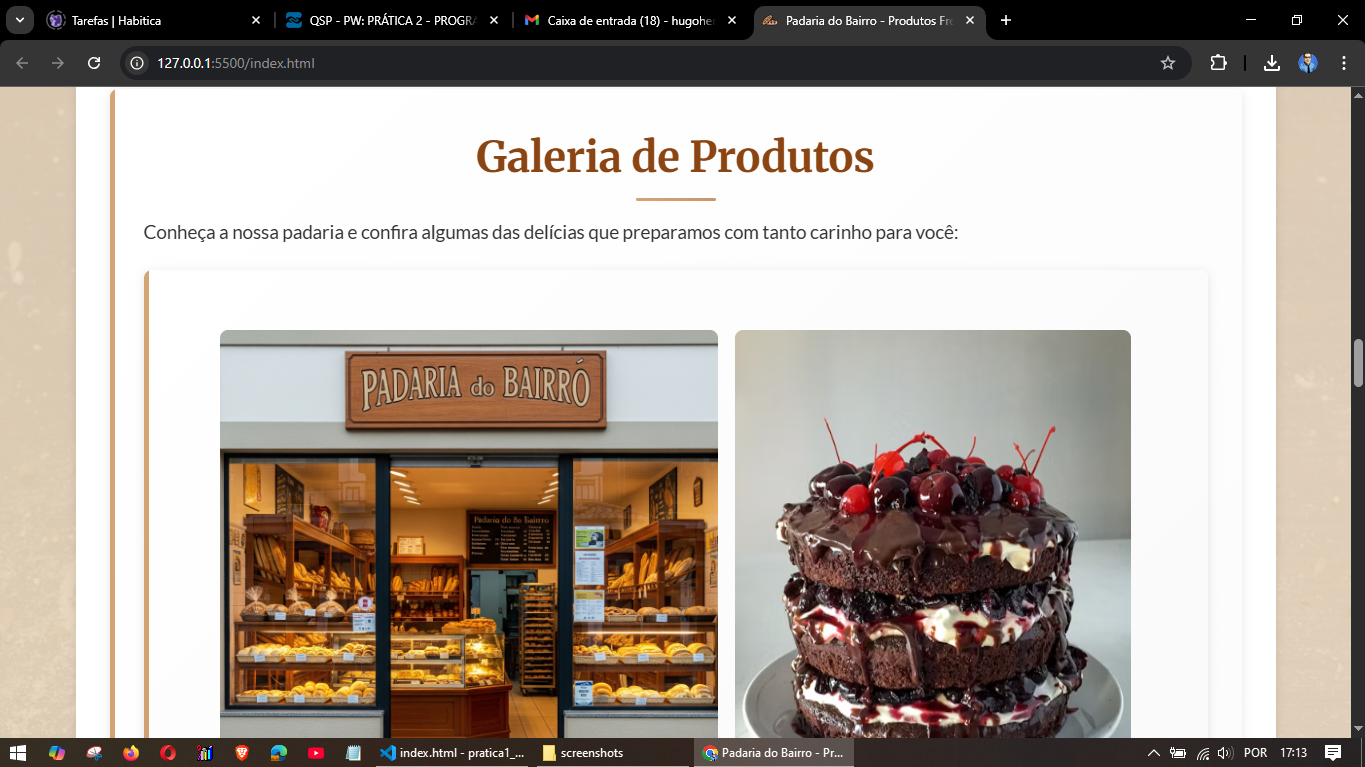 Tarefas | Habitica
QSP - PW: PRÁTICA 2 - PROGRA
Caixa de entrada (18) - hugoher
Padaria do Bairro - Produtos Fre
127.0.0.1:5500/index.html
Galeria de Produtos
Conheça a nossa padaria e confira algumas das delícias que preparamos com tanto carinho para você:
PADARIA do BAIRRÓ
Padaria do Bo Bairro
index.html - pratica1_...
screenshots
Padaria do Bairro - Pr...
POR
17:13